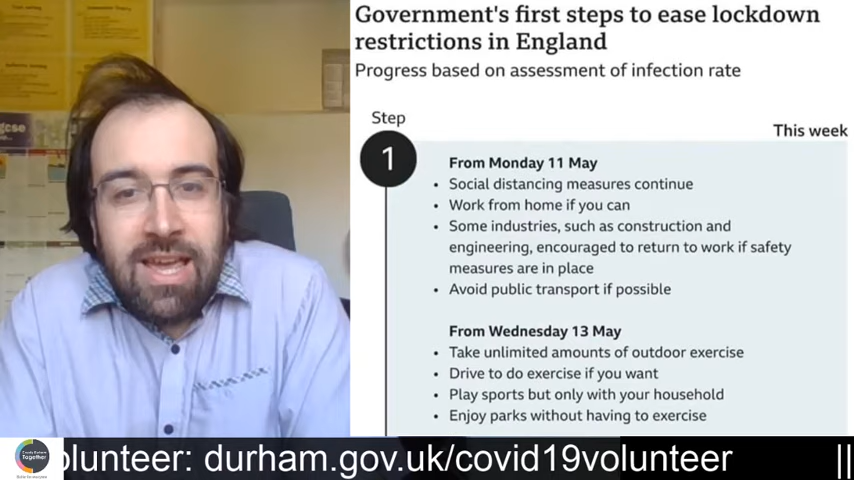 Government's first steps to ease lockdown
restrictions in England
Progress based on assessment of infection rate
Step
This week
1
From Monday 11 May
• Social distancing measures continue
• Work from home if you can
• Some industries, such as construction and
engineering, encouraged to return to work if safety
measures are in place
• Avoid public transport if possible
From Wednesday 13 May
• Take unlimited amounts of outdoor exercise
• Drive to do exercise if you want
• Play sports but only with your household
• Enjoy parks without having to exercise
gcse
Together
olunteer: durham.gov.uk/covid19volunteer ||